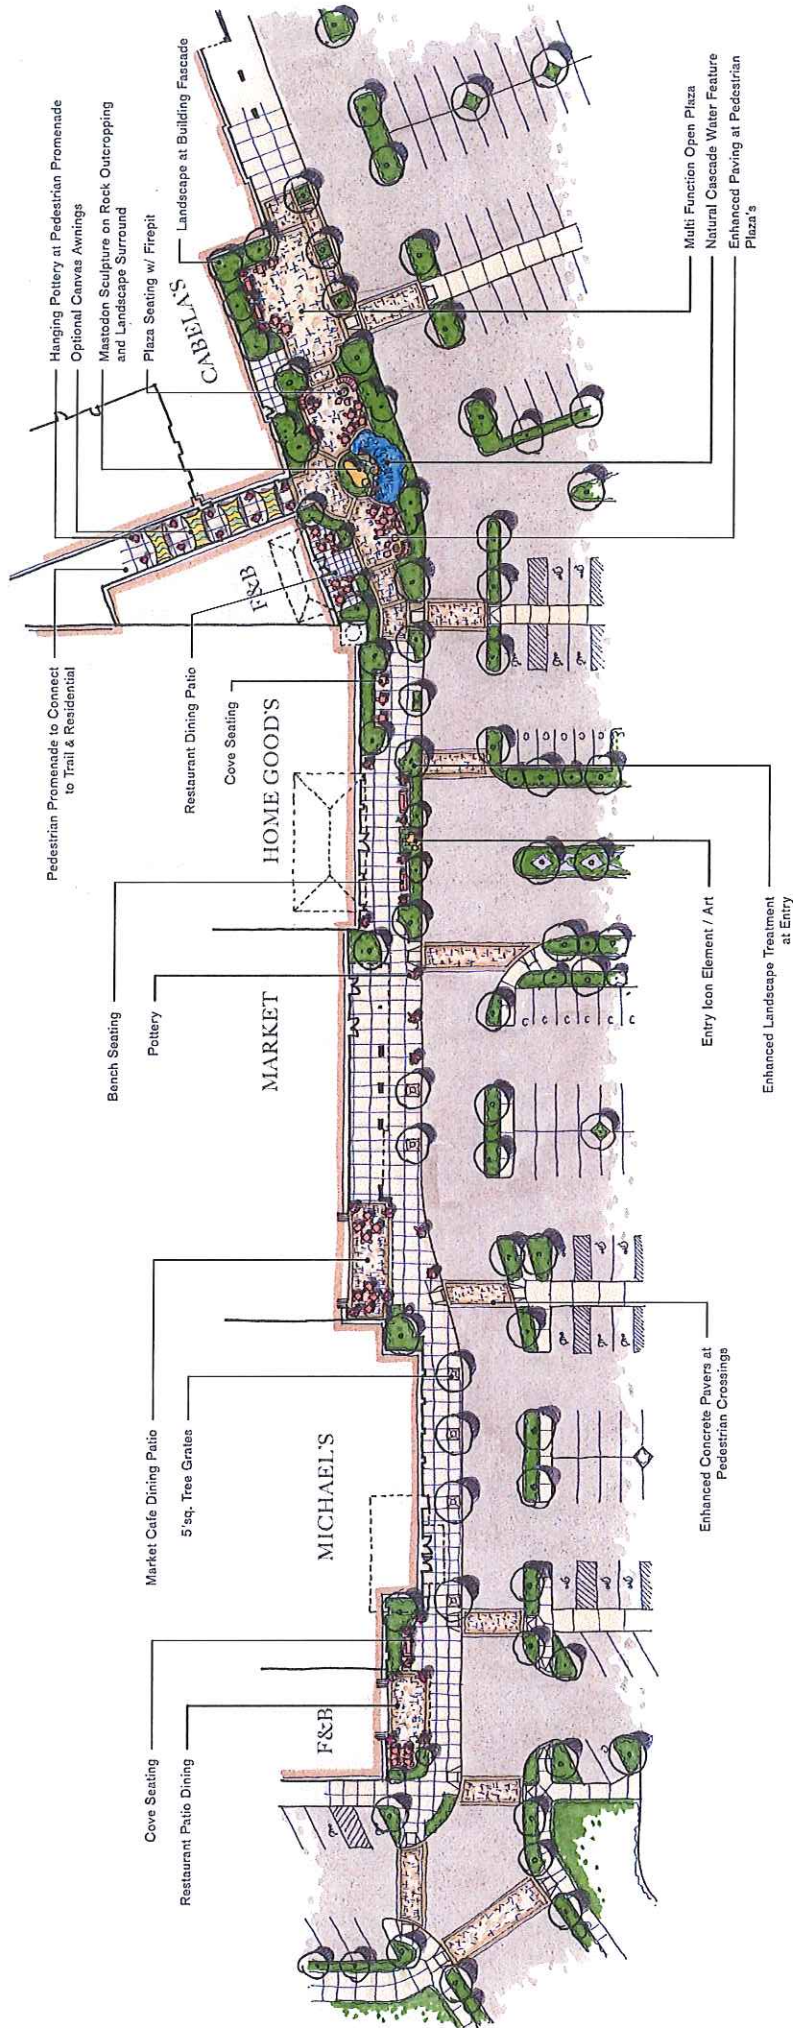 Hanging Pottery at Pedestrian Promenade
Optional Canvas Awnings
Mastodon Sculpture on Rock Outcropping
and Landscape Surround
Plaza Seating w/ Firepit
Landscape at Building Fascade
Pedestrian Promenade to Connect
to Trail & Residential
Restaurant Dining Patio
Cove Seating
Bench Seating
Pottery
Market Cafe Dining Patio
5'sq. Tree Grates
Cove Seating
Restaurant Patio Dining
F&B
MICHAEL'S
MARKET
HOME GOOD'S
F&B
CABELA'S
Enhanced Concrete Pavers at
Pedestrian Crossings
Entry Icon Element / Art
Enhanced Landscape Treatment
at Entry
Multi Function Open Plaza
Natural Cascade Water Feature
Enhanced Paving at Pedestrian
Plaza's